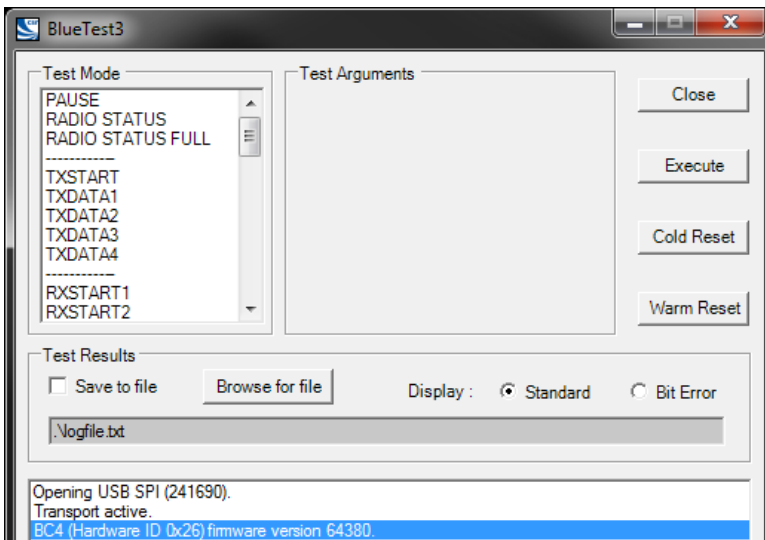 csr
BlueTest3
Test Mode
PAUSE
RADIO STATUS
RADIO STATUS FULL
-----------
TXSTART
TXDATA1
TXDATA2
TXDATA3
TXDATA4
-----------
RXSTART1
RXSTART2
Test Arguments
Close
Execute
Cold Reset
Warm Reset
Test Results
Save to file
Browse for file
Display :
Standard
Bit Error
.\logfile.txt
Opening USB SPI (241690).
Transport active.
BC4 (Hardware ID 0x26) firmware version 64380.